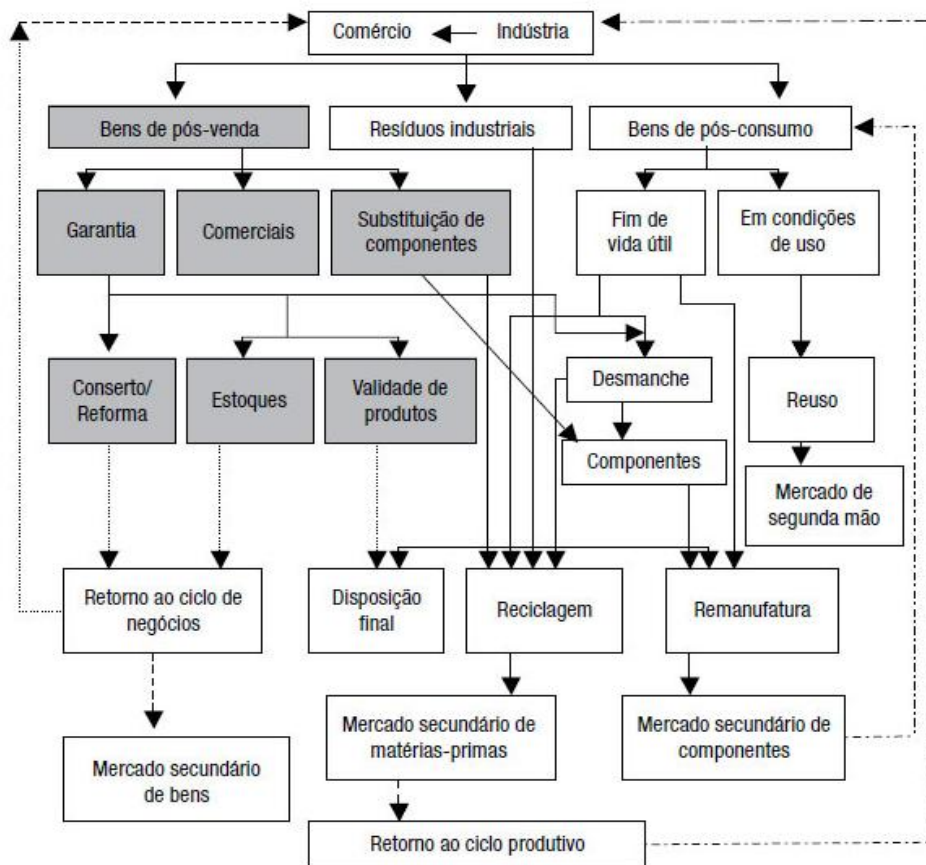 Comércio Indústria
Bens de pós-venda
Resíduos industriais
Bens de pós-consumo
Garantia
Comerciais
Substituição de
componentes
Fim de
vida útil
Em condições
de uso
Conserto/
Reforma
Estoques
Validade de
produtos
Desmanche
Reuso
Componentes
Mercado de
segunda mão
Retorno ao ciclo de
negócios
Disposição
final
Reciclagem
Remanufatura
Mercado secundário
de bens
Mercado secundário de
matérias-primas
Mercado secundário de
componentes
Retorno ao ciclo produtivo